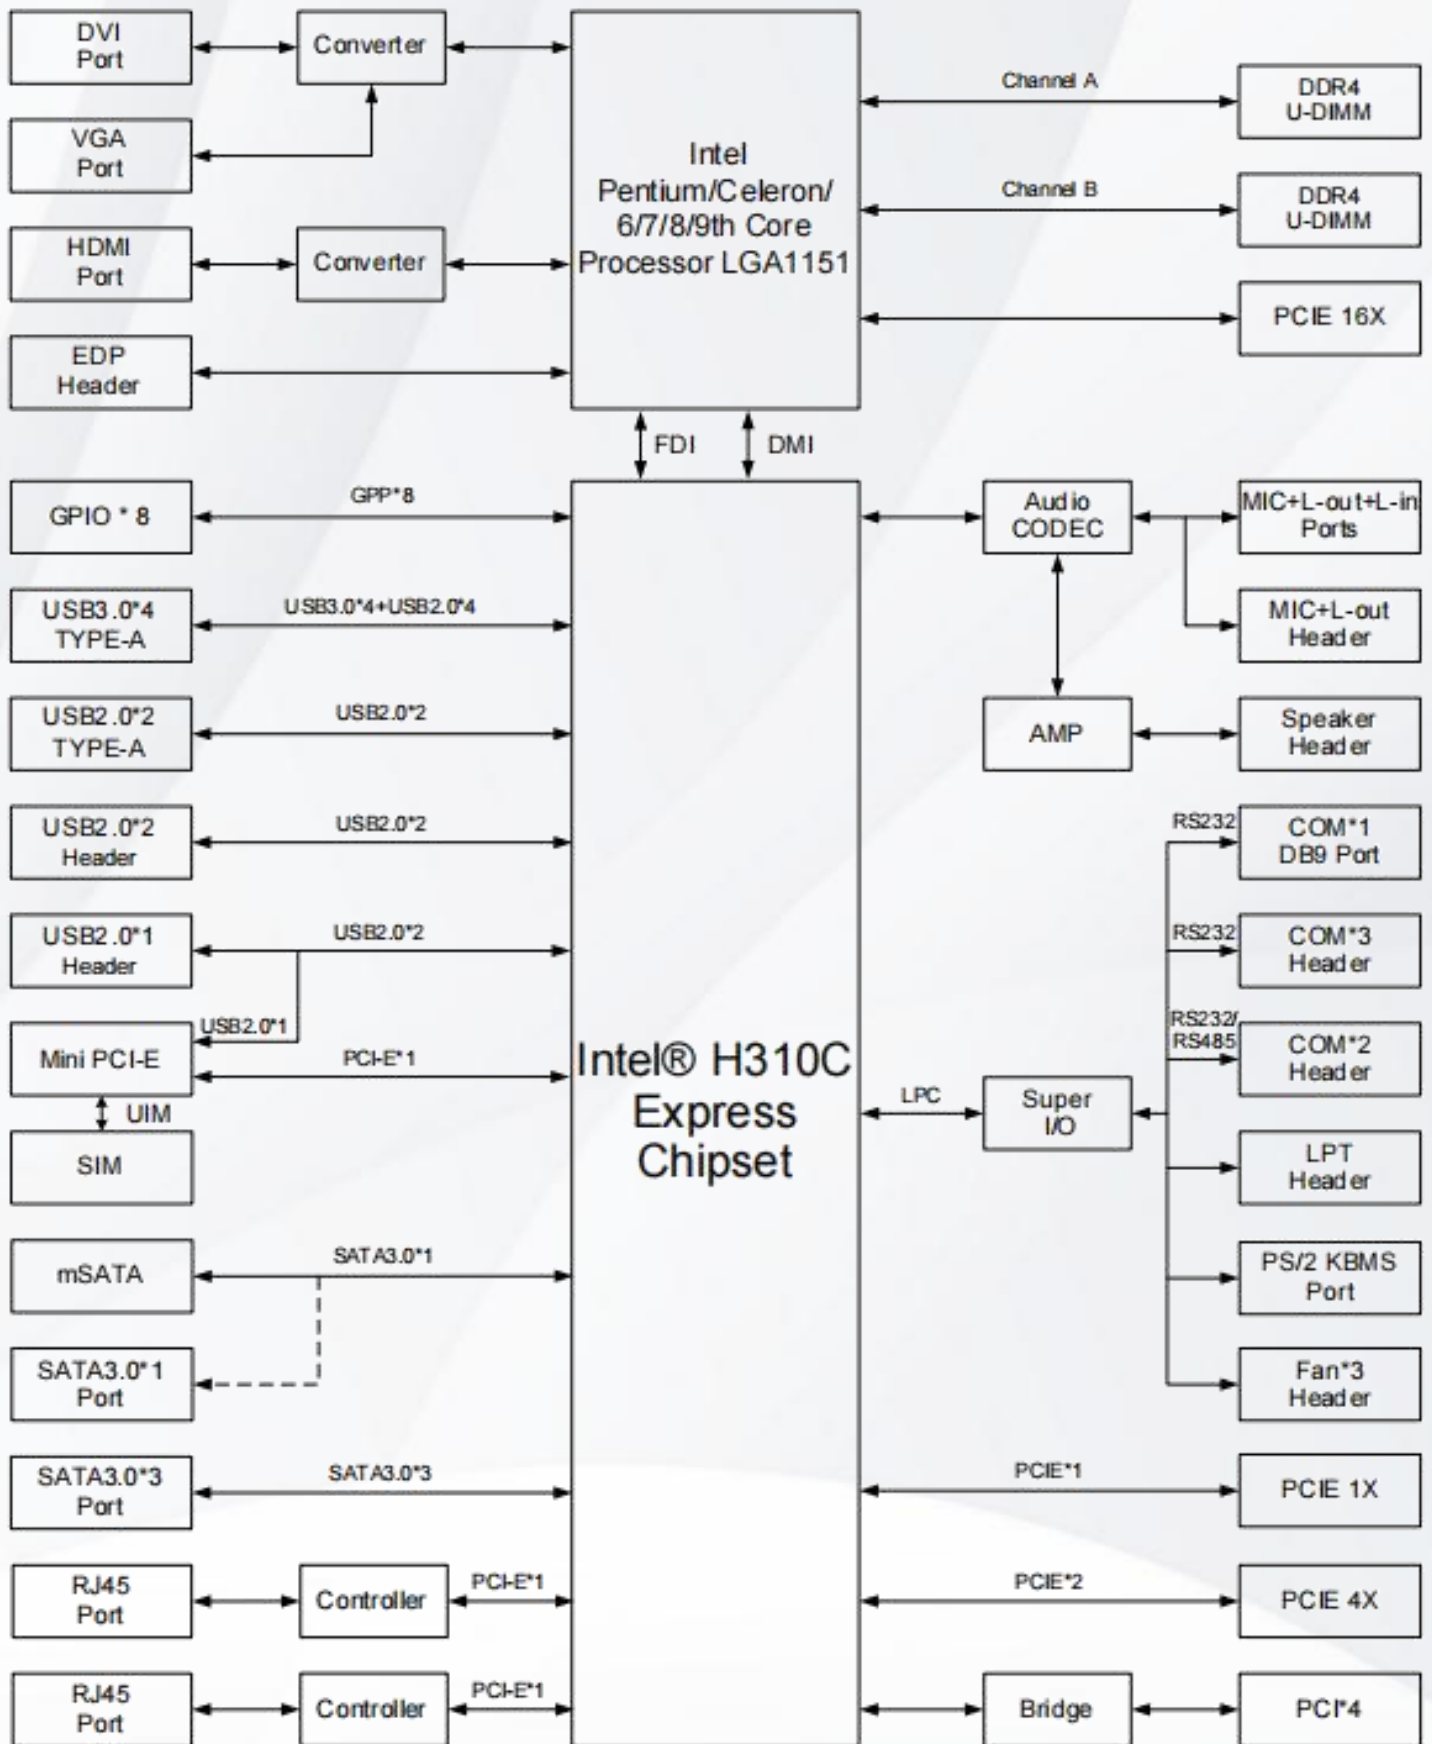 DVI
Port
Converter
VGA
Port
HDMI
Port
Converter
EDP
Header
Intel
Pentium/Celeron/
6/7/8/9th Core
Processor LGA1151
Channel A
DDR4
U-DIMM
Channel B
DDR4
U-DIMM
PCIE 16X
FDI
DMI
GPIO * 8
GPP*8
USB3.0*4
TYPE-A
USB3.0*4+USB2.0*4
USB2.0*2
TYPE-A
USB2.0*2
USB2.0*2
Header
USB2.0*2
USB2.0*1
Header
USB2.0*2
USB2.0*1
Mini PCI-E
PCI-E*1
UIM
SIM
mSATA
SATA3.0*1
SATA3.0*1
Port
SATA3.0*3
Port
SATA3.0*3
RJ45
Port
Controller
PCI-E*1
RJ45
Port
Controller
PCI-E*1
Intel® H310C
Express
Chipset
Audio
CODEC
MIC+L-out+L-in
Ports
MIC+L-out
Header
AMP
Speaker
Header
RS232
COM*1
DB9 Port
RS232
COM*3
Header
RS232/
RS485
COM*2
Header
LPC
Super
I/O
LPT
Header
PS/2 KBMS
Port
Fan*3
Header
PCIE*1
PCIE 1X
PCIE*2
PCIE 4X
Bridge
PCI*4